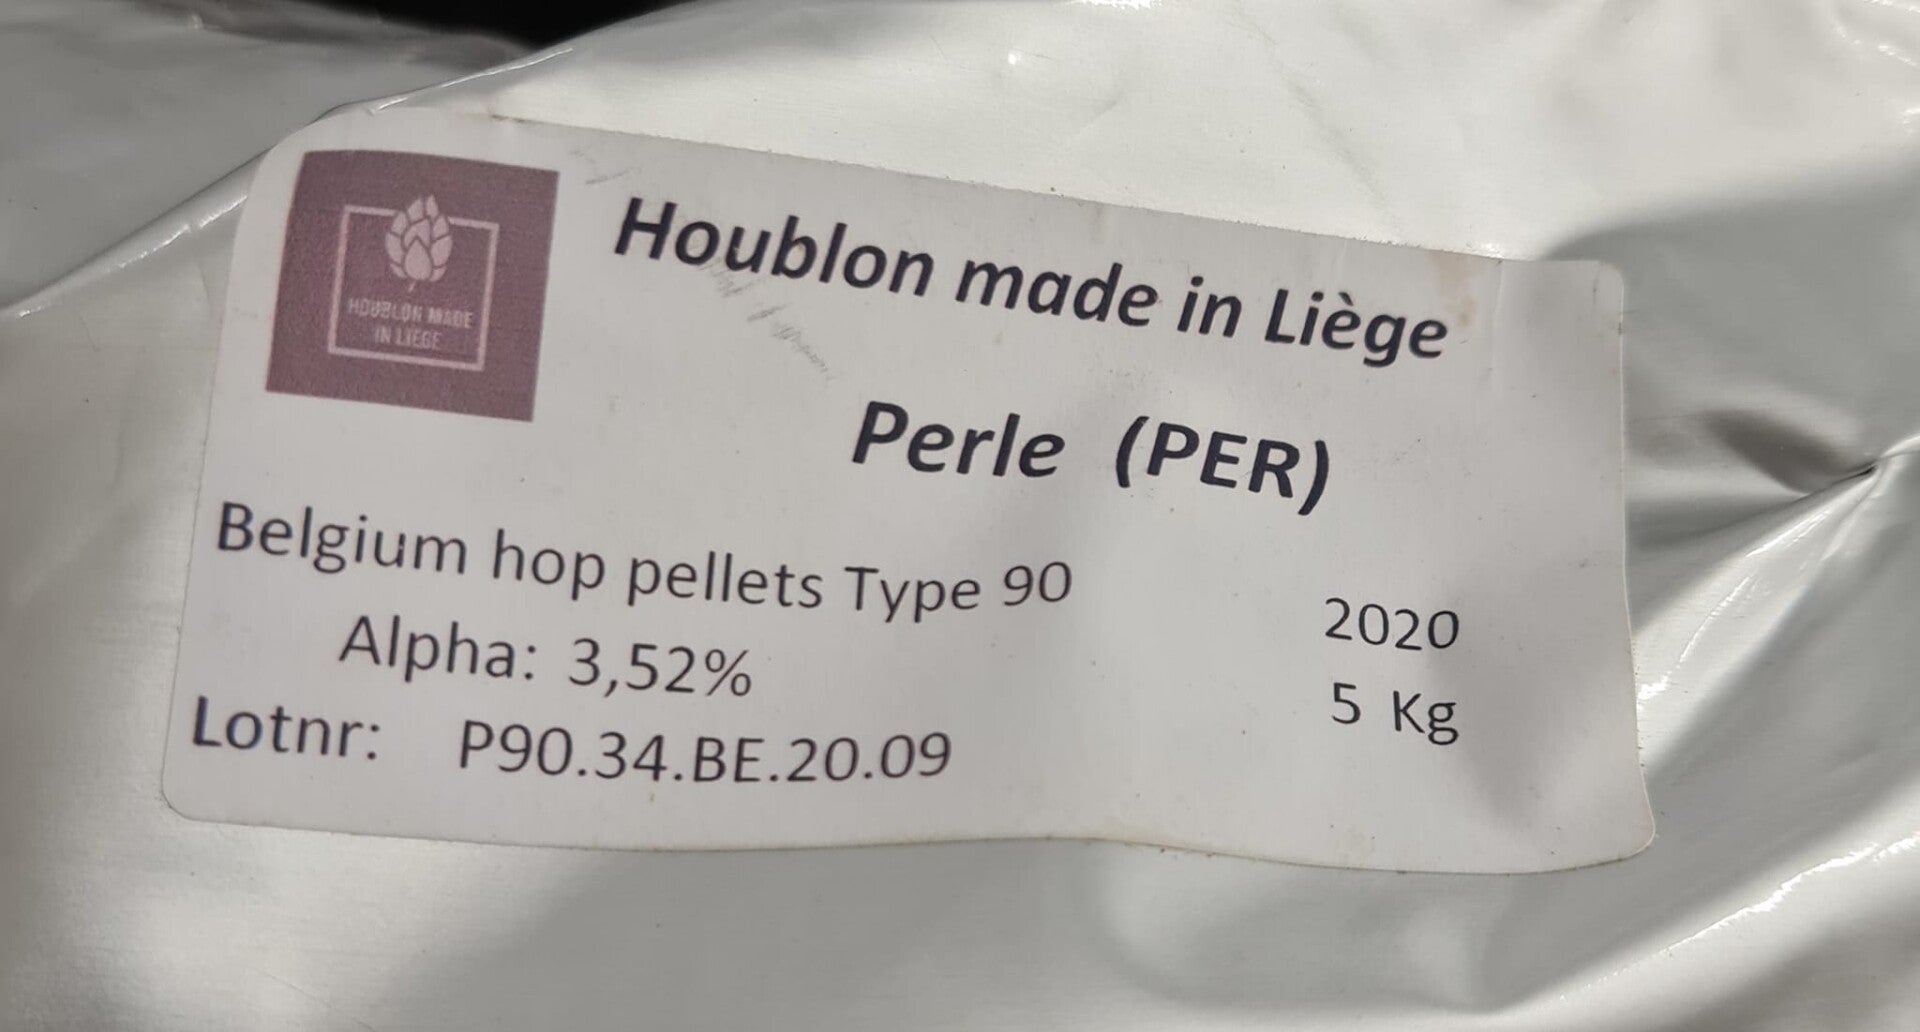 HOUBLON MADE
IN LIEGE
Houblon made in Liège
Perle (PER)
Belgium hop pellets Type 90
2020
Alpha: 3,52%
5 Kg
Lotnr: P90.34.BE.20.09